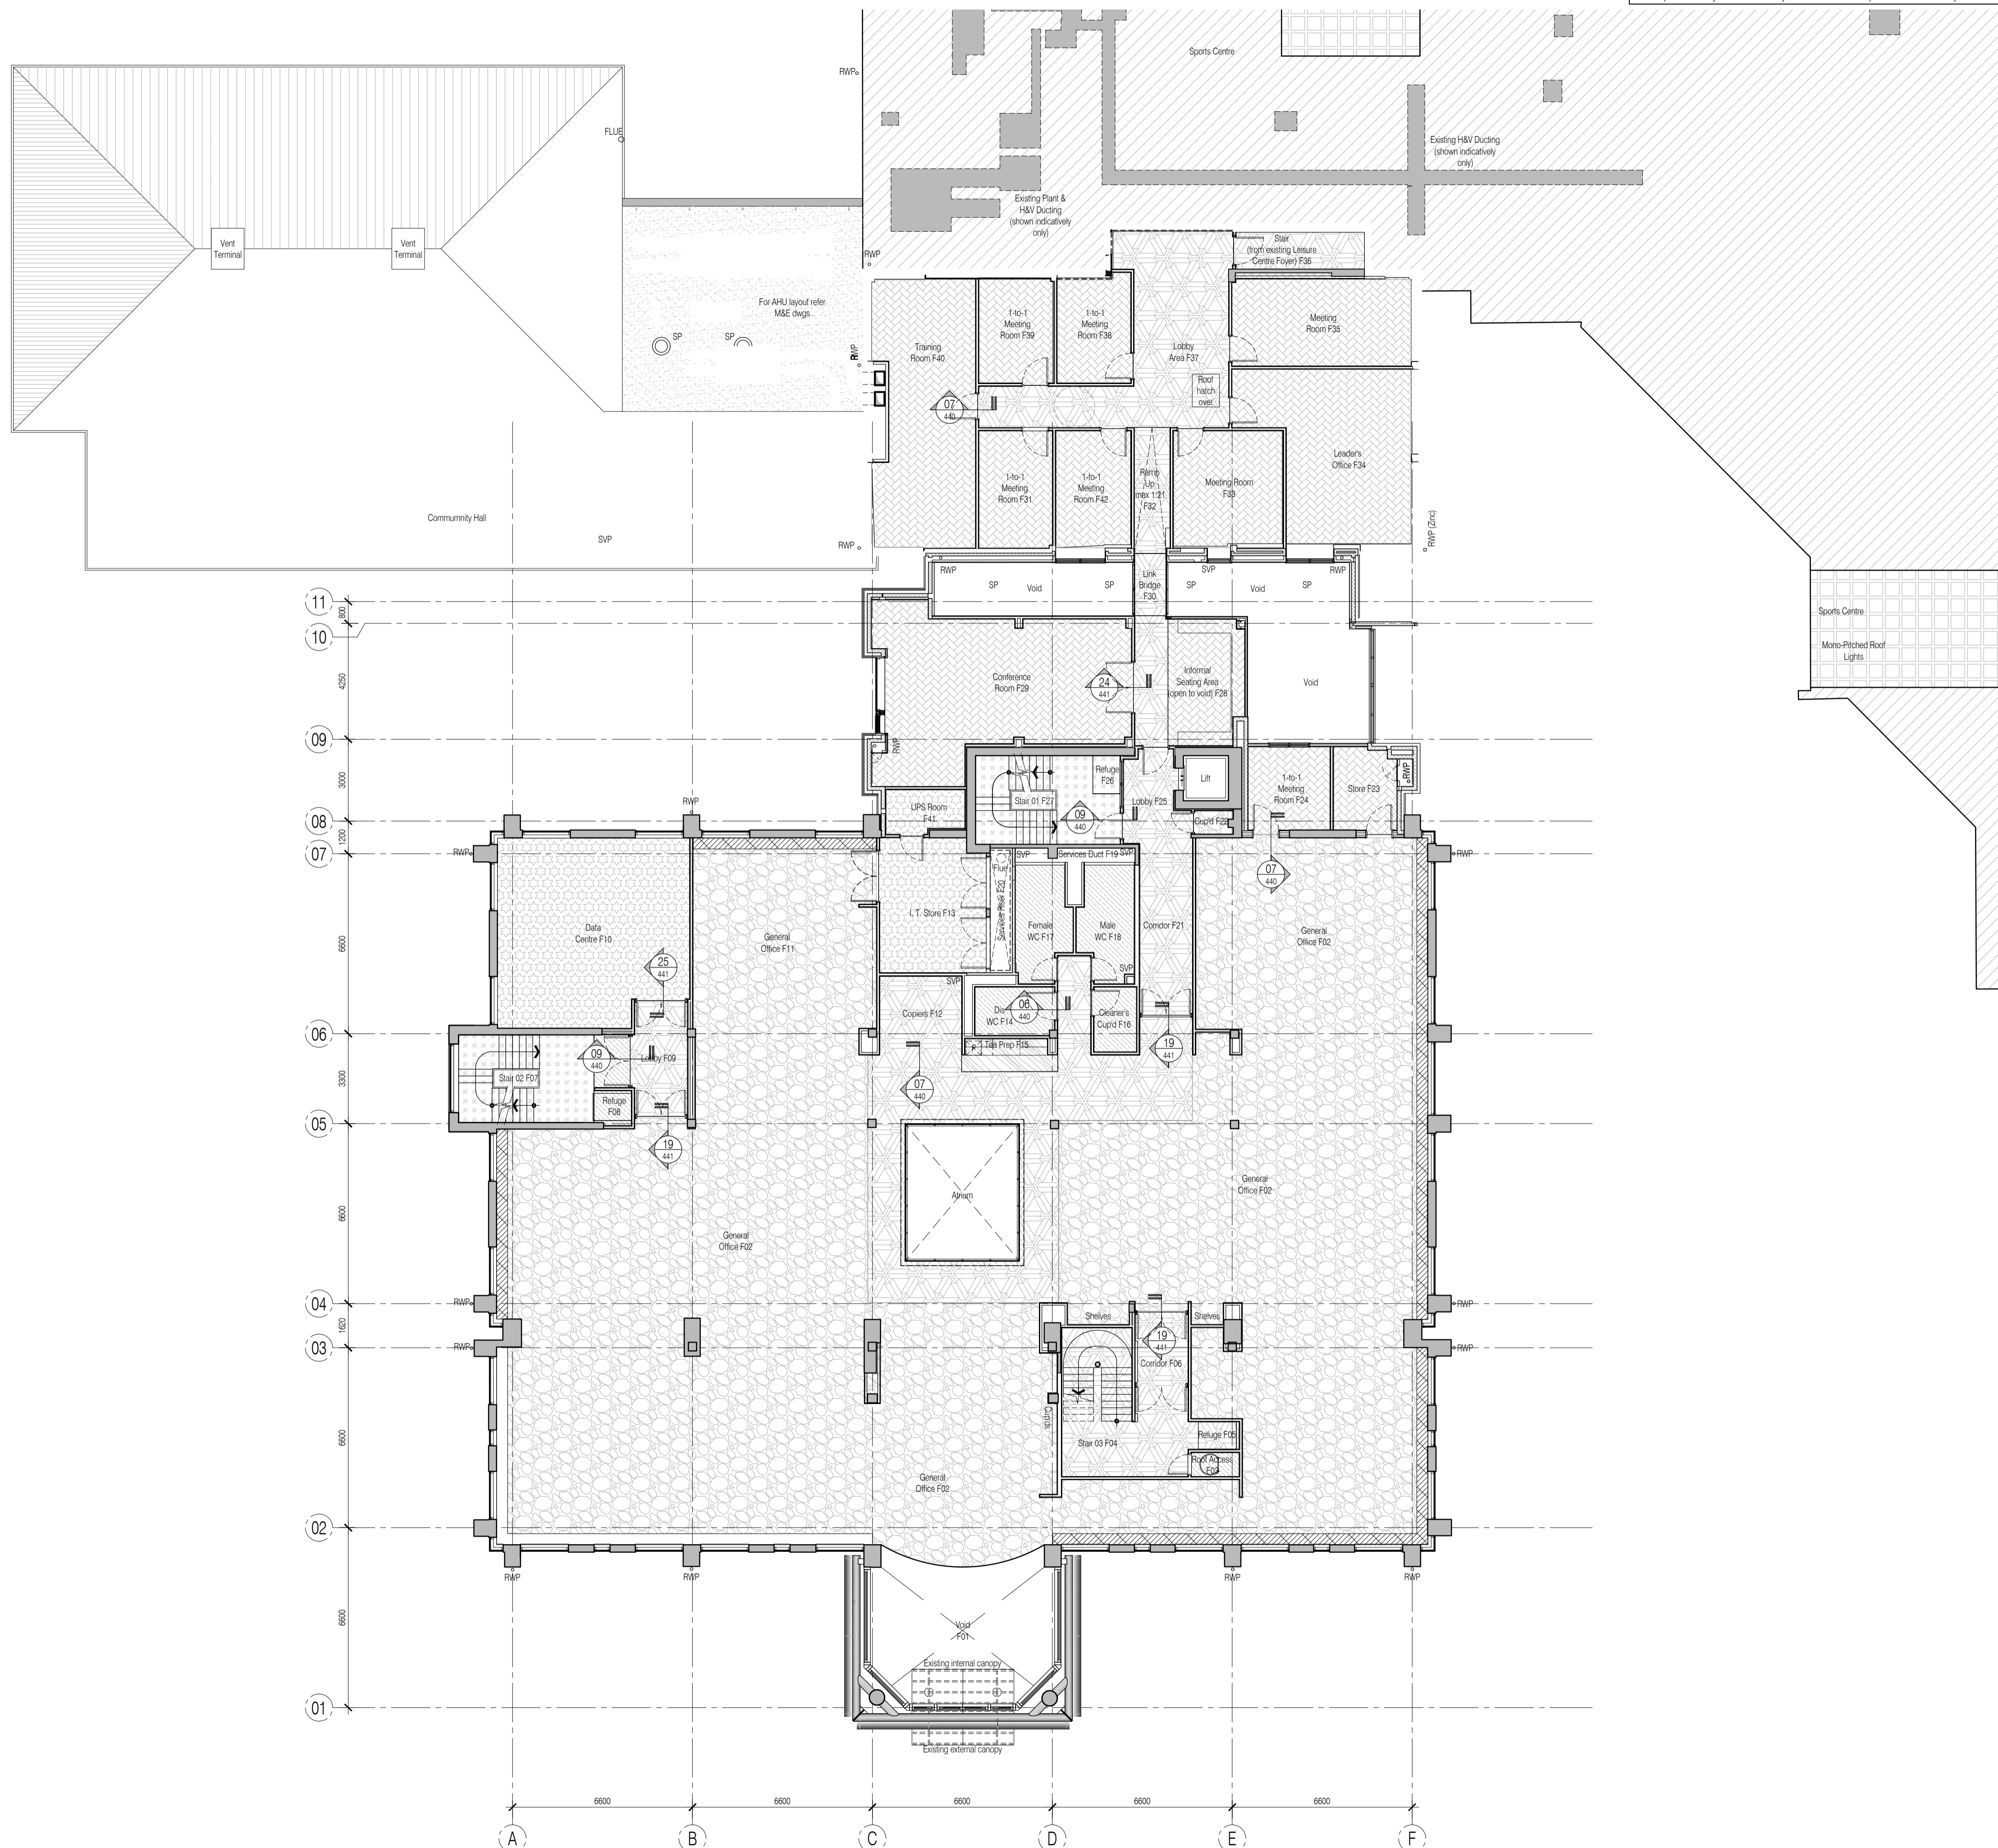 Sports Centre
RWP
FLUE
Existing H&V Ducting
(shown indicatively
only)
Existing Plant &
H&V Ducting
(shown indicatively
only)
Vent
Terminal
Vent
Terminal
Stair
(from existing Leisure
Centre Foyer) F36
RWP
For AHU layout refer
M&E dwgs
SP
SP
RWP
Training
Room F40
1-to-1
Meeting
Room F39
1-to-1
Meeting
Room F38
Lobby
Area F37
Meeting
Room F35
Roof
hatch
over
07
440
Leader's
Office F34
1-to-1
Meeting
Room F31
1-to-1
Meeting
Room F42
Ramp
Up
max 1:21
F32
Meeting Room
F33
Commumnity Hall
SVP
RWP
RWP (Zinc)
RWP
SP
Void
SP
Link
Bridge
F30
SP
SVP
Void
SP
RWP
Sports Centre
Mono-Pitched Roof
Lights
11
800
10
4250
Conference
Room F29
24
441
Informal
Seating Area
(open to void) F28
Void
09
RWP
3000
Stair 01 F27
Refuge
F26
Lobby F25
Lift
1-to-1
Meeting
Room F24
Store F23
RWP
UPS Room
F41
09
440
Cup'd F22
RWP
08
1200
07
RWP
SVP
Services Duct F19
SVP
07
440
RWP
Flue
Services Riser F20
6600
Data
Centre F10
General
Office F11
I. T. Store F13
Female
WC F17
Male
WC F18
Corridor F21
General
Office F02
25
441
SVP
SVP
Copiers F12
Dis
WC F14
06
440
Cleaner's
Cup'd F16
06
Tea Prep F15
19
441
3300
09
440
Lobby F09
Stair 02 F07
Refuge
F08
07
440
05
19
441
6600
Atrium
General
Office F02
General
Office F02
04
RWP
RWP
1620
Shelves
Shelves
03
RWP
19
441
RWP
Corridor F06
Cup'ds
6600
Stair 03 F04
Refuge F05
Roof Access
F03
General
Office F02
02
RWP
RWP
RWP
RWP
6600
Void
F01
Existing internal canopy
01
Existing external canopy
6600
6600
6600
6600
6600
A
B
C
D
E
F